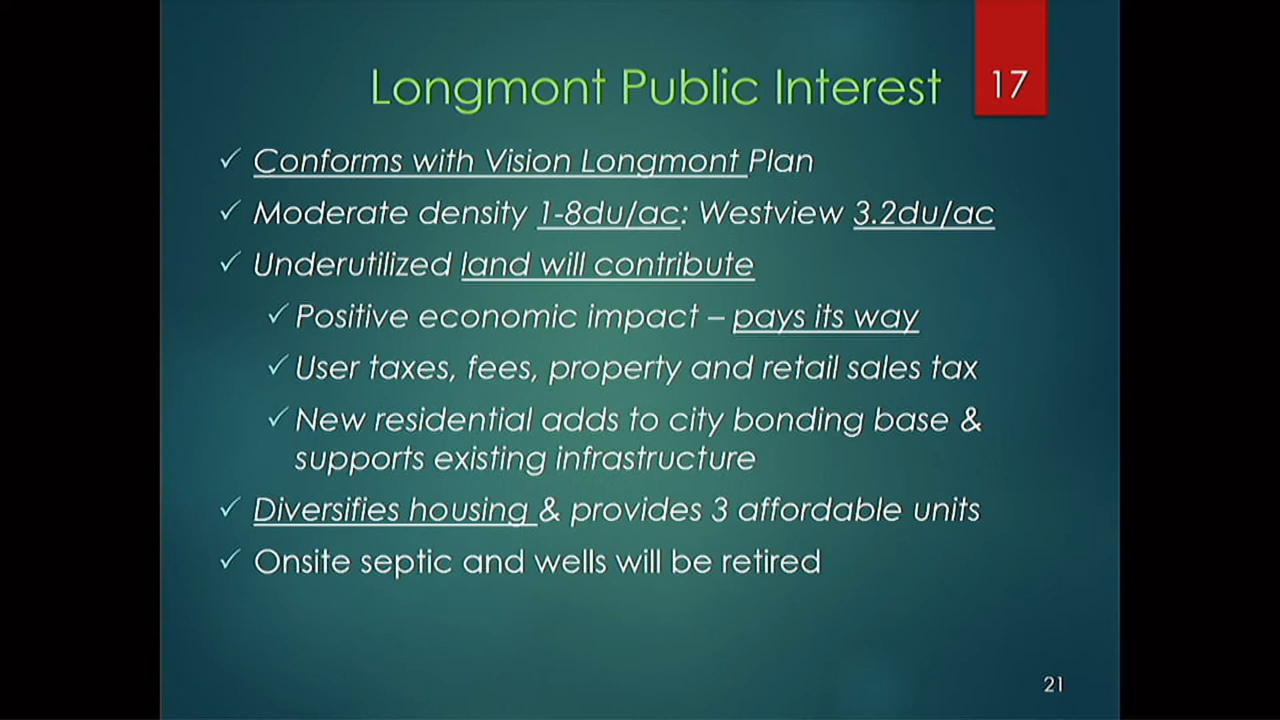 Longmont Public Interest
17
✓ Conforms with Vision Longmont Plan
✓ Moderate density 1-8du/ac: Westview 3.2du/ac
✓ Underutilized land will contribute
✓ Positive economic impact – pays its way
✓ User taxes, fees, property and retail sales tax
✓ New residential adds to city bonding base &
supports existing infrastructure
✓ Diversifies housing & provides 3 affordable units
✓ Onsite septic and wells will be retired
21